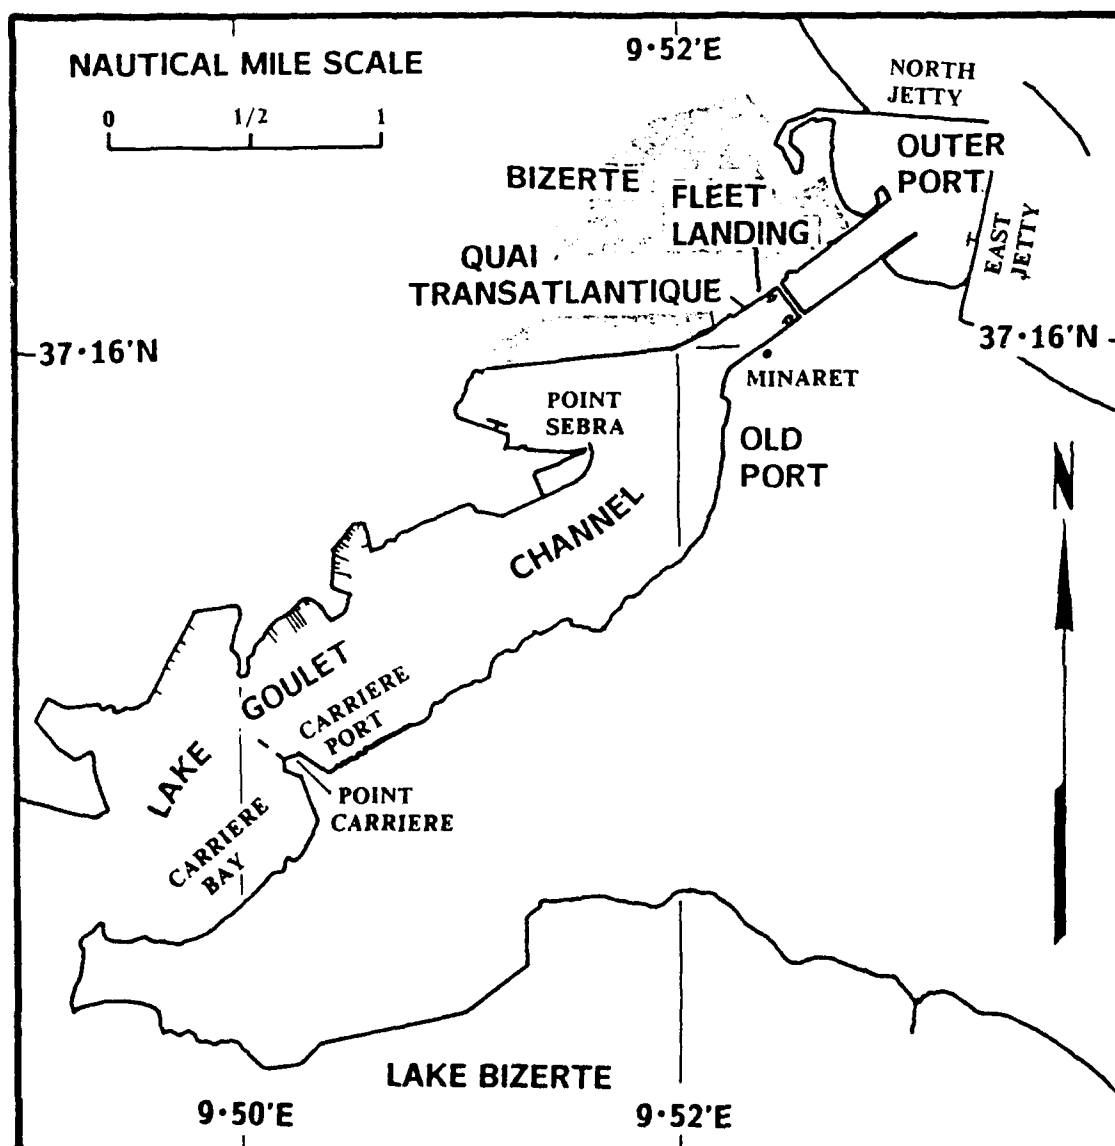 9·52'E
NAUTICAL MILE SCALE
0 1/2 1
NORTH
JETTY
OUTER
PORT
BIZERTE
FLEET
LANDING
EAST
JETTY
QUAI
TRANSATLANTIQUE
37·16'N
37·16'N
MINARET
POINT
SEBRA
OLD
PORT
N
CHANNEL
GOULET
CARRIERE
PORT
LAKE
POINT
CARRIERE
CARRIERE
BAY
LAKE BIZERTE
9·50'E
9·52'E